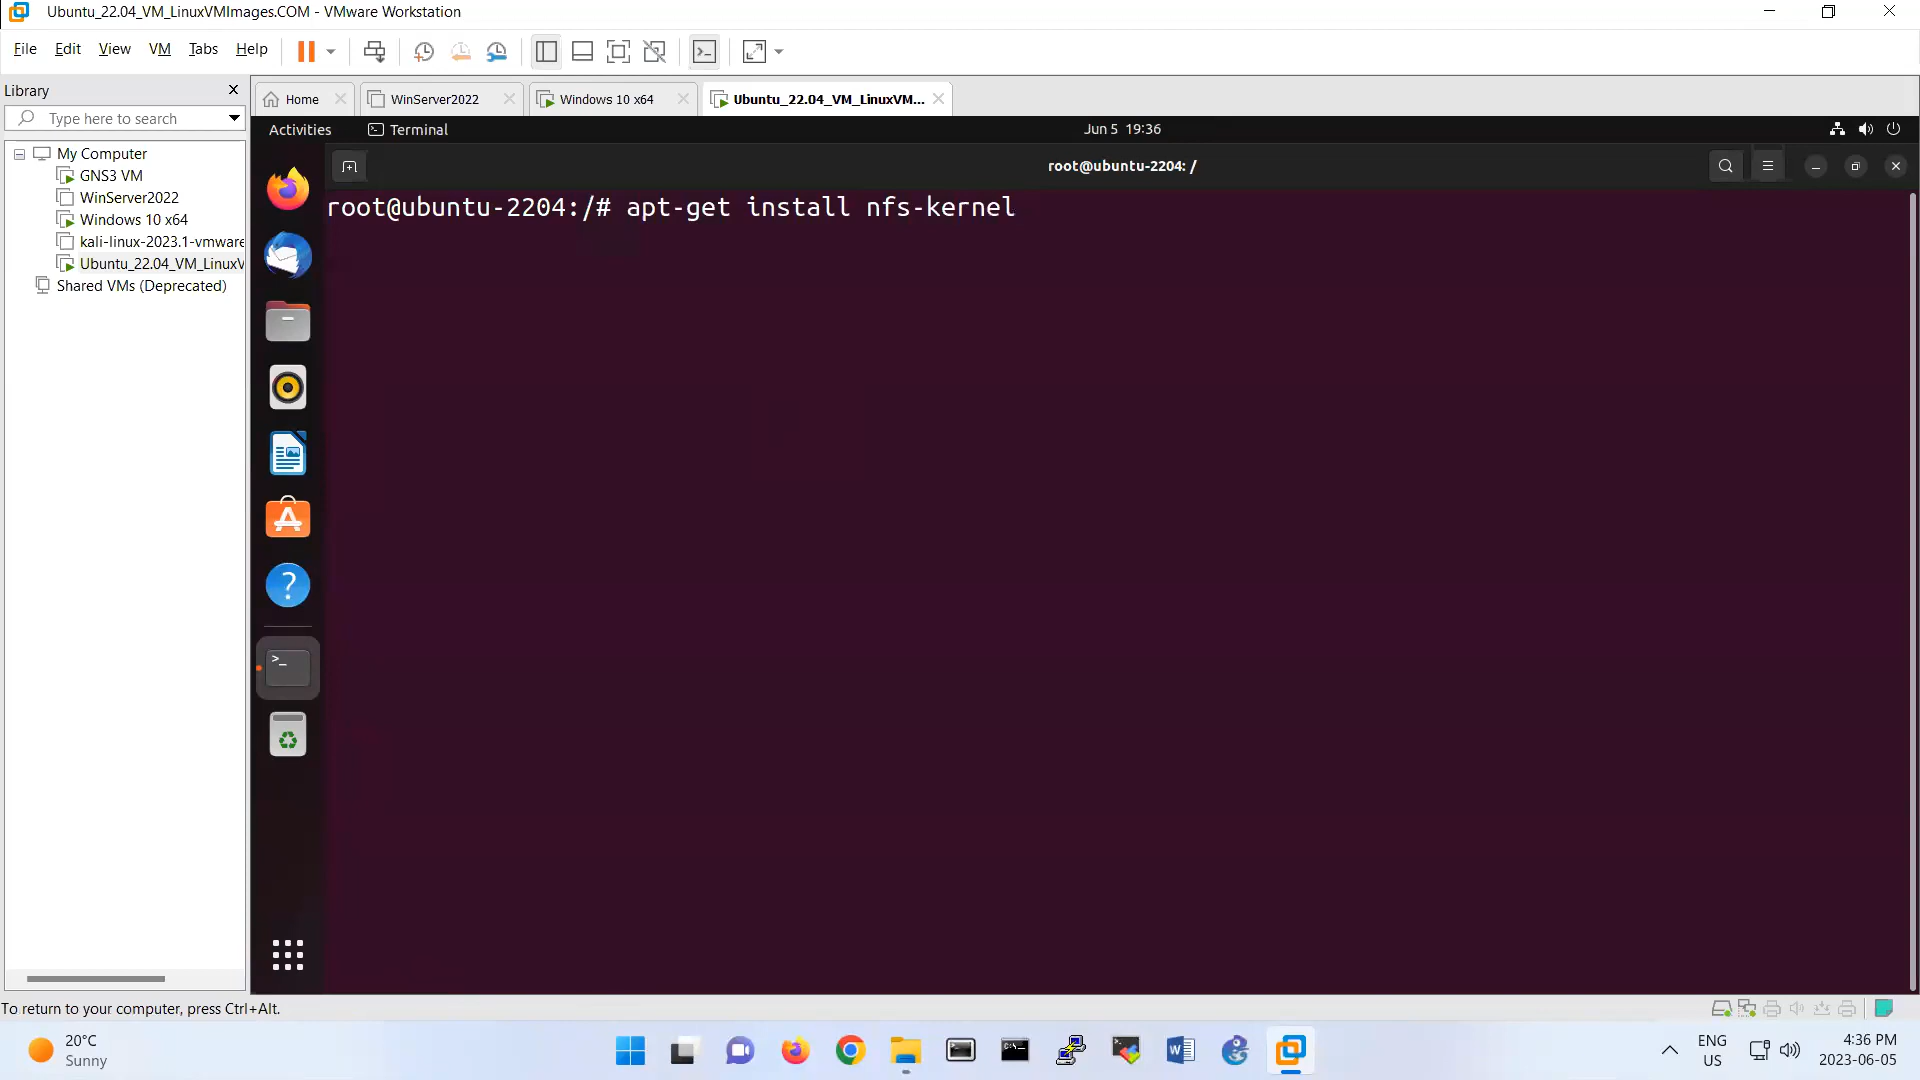 Ubuntu_22.04_VM_LinuxVMImages.COM - VMware Workstation
File Edit View VM Tabs Help
Library
Type here to search
My Computer
GNS3 VM
WinServer2022
Windows 10 x64
kali-linux-2023.1-vmware
Ubuntu_22.04_VM_LinuxV
Shared VMs (Deprecated)
Home WinServer2022 Windows 10 x64 Ubuntu_22.04_VM_LinuxVM...
Activities Terminal Jun 5 19:36
root@ubuntu-2204: /
root@ubuntu-2204:/# apt-get install nfs-kernel
To return to your computer, press Ctrl+Alt.
20°C
Sunny
ENG
US
4:36 PM
2023-06-05